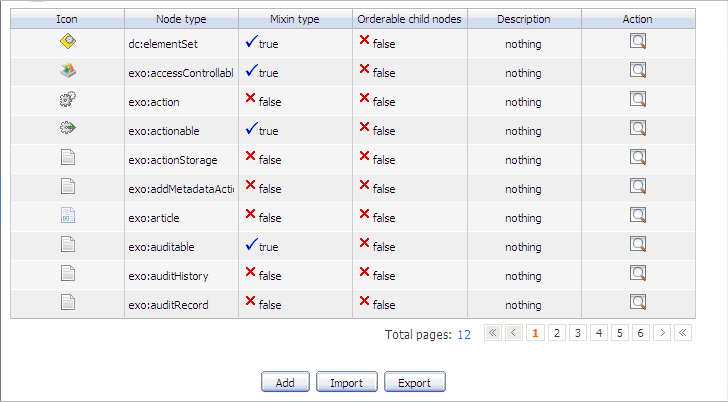 Icon Node type Mixin type Orderable child nodes Description Action
dc:elementSet true false nothing
exo:accessControllabl true false nothing
exo:action false false nothing
exo:actionable true false nothing
exo:actionStorage false false nothing
exo:addMetadataActi false false nothing
exo:article false false nothing
exo:auditable true false nothing
exo:auditHistory false false nothing
exo:auditRecord false false nothing
Total pages: 12 1 2 3 4 5 6
Add Import Export